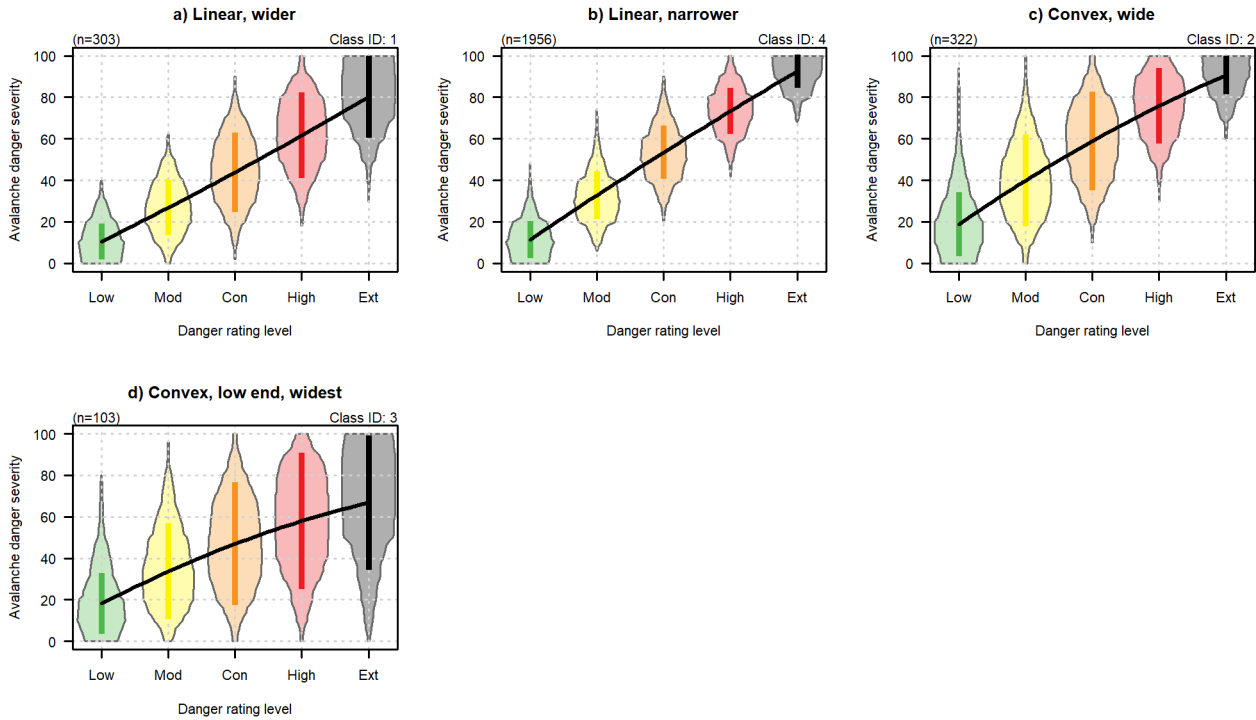 a) Linear, wider
(n=303) Class ID: 1
Avalanche danger severity
100
80
60
40
20
0
Low Mod Con High Ext
Danger rating level
b) Linear, narrower
(n=1956) Class ID: 4
Avalanche danger severity
100
80
60
40
20
0
Low Mod Con High Ext
Danger rating level
c) Convex, wide
(n=322) Class ID: 2
Avalanche danger severity
100
80
60
40
20
0
Low Mod Con High Ext
Danger rating level
d) Convex, low end, widest
(n=103) Class ID: 3
Avalanche danger severity
100
80
60
40
20
0
Low Mod Con High Ext
Danger rating level